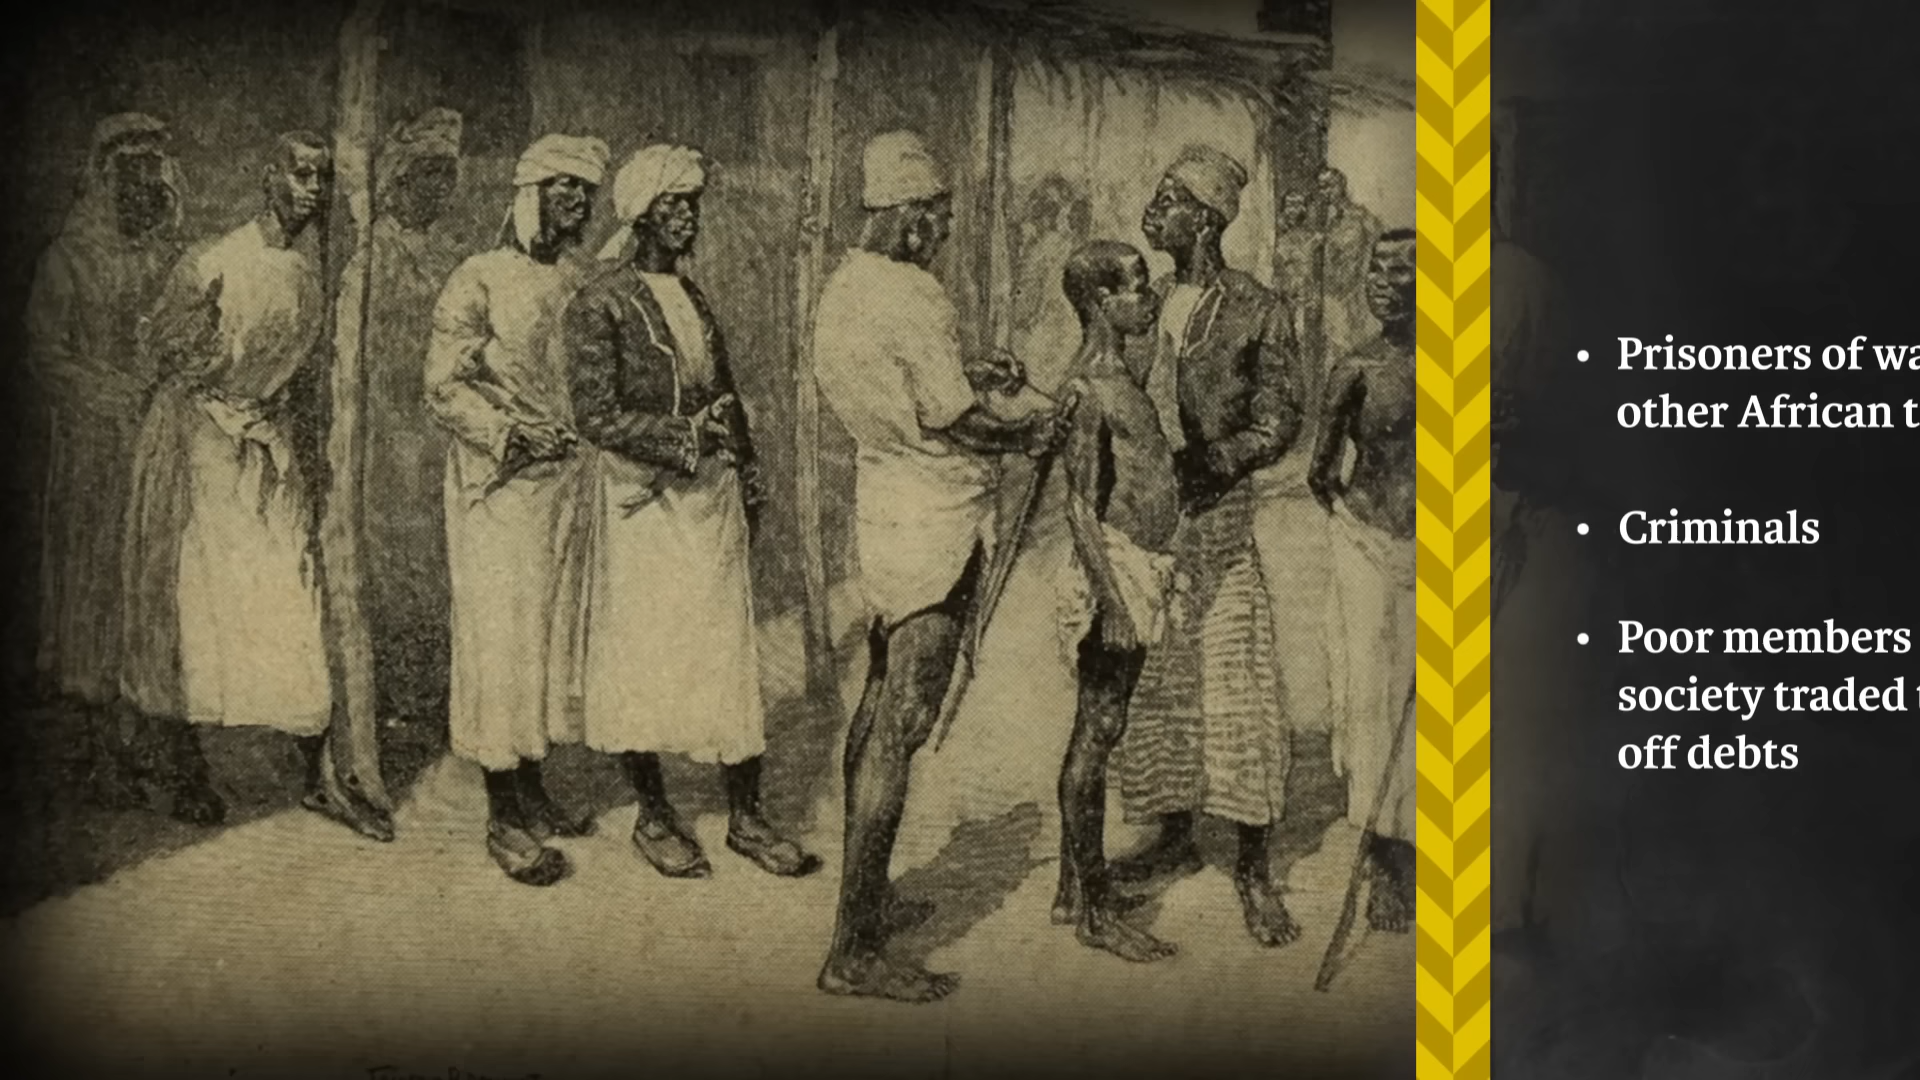 • Prisoners of wa
other African t
• Criminals
• Poor members
society traded t
off debts